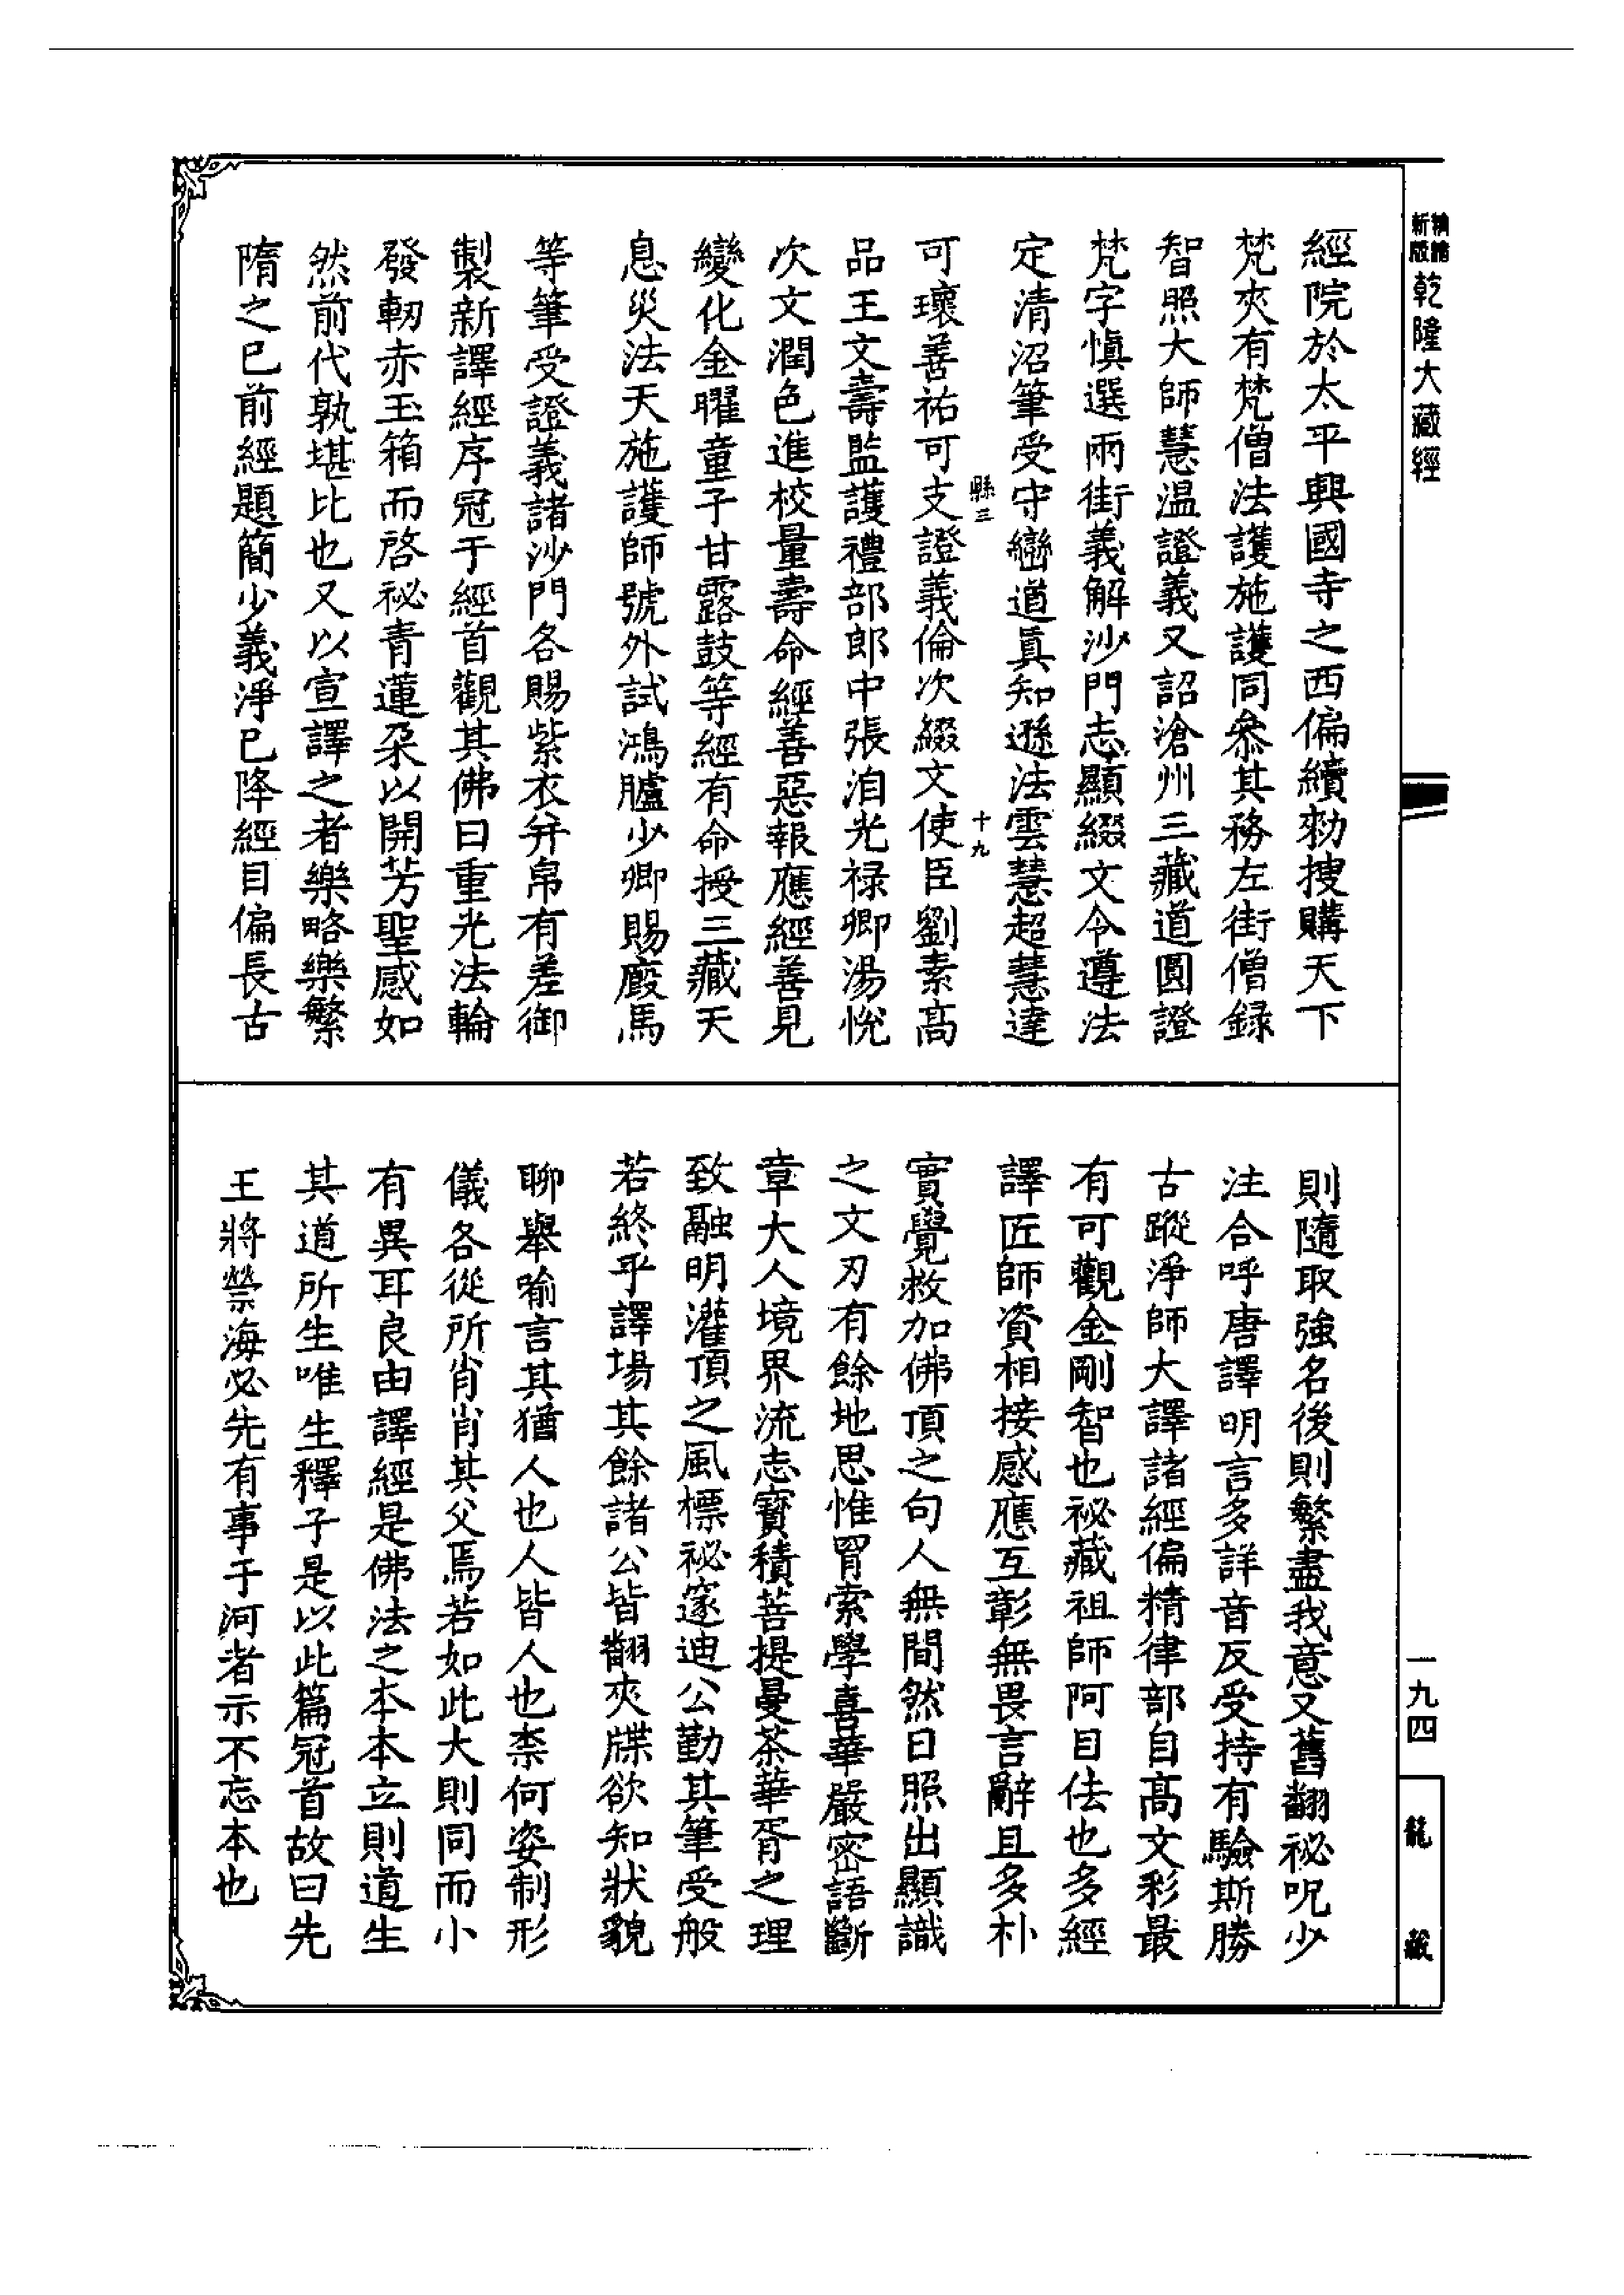 精鐫
新版
乾隆大藏經
一九四
龍藏
經院於太平興國寺之西偏續勑搜購天下
梵夾有梵僧法護施護同叅其務左街僧録
智照大師慧温證義又詔滄州三藏道圓證
梵字慎選兩街義解沙門志顯綴文令遵法
定清沼筆受守巒道真知遜法雲慧超慧達
可瓌善祐可支證義倫次綴文使臣劉素高
縣三
十九
品王文壽監護禮部郎中張洎光禄卿湯悦
次文潤色進校量壽命經善惡報應經善見
變化金曜童子甘露鼓等經有命授三藏天
息災法天施護師號外試鴻臚少卿賜廄馬
等筆受證義諸沙門各賜紫衣并帛有差御
製新譯經序冠于經首觀其佛日重光法輪
發軔赤玉箱而啓祕青蓮朶以開芳聖感如
然前代孰堪比也又以宣譯之者樂略樂繁
隋之已前經題簡少義淨已降經目偏長古
則隨取強名後則繁盡我意又舊翻祕呪少
注合呼唐譯明言多詳音反受持有驗斯勝
古蹤淨師大譯諸經偏精律部自高文彩最
有可觀金剛智也祕藏祖師阿目佉也多經
譯匠師資相接感應互彰無畏言辭且多朴
實覺救加佛頂之句人無間然日照出顯識
之文刃有餘地思惟罥索學喜華嚴密語斷
章大人境界流志寶積菩提曼荼華胥之理
致融明灌頂之風標祕邃迪公勤其筆受般
若終乎譯場其餘諸公皆翻夾牒欲知狀貌
聊舉喻言其猶人也人皆人也柰何姿制形
儀各從所肖肖其父焉若如此大則同而小
有異耳良由譯經是佛法之本本立則道生
其道所生唯生釋子是以此篇冠首故曰先
王將禜海必先有事于河者示不忘本也